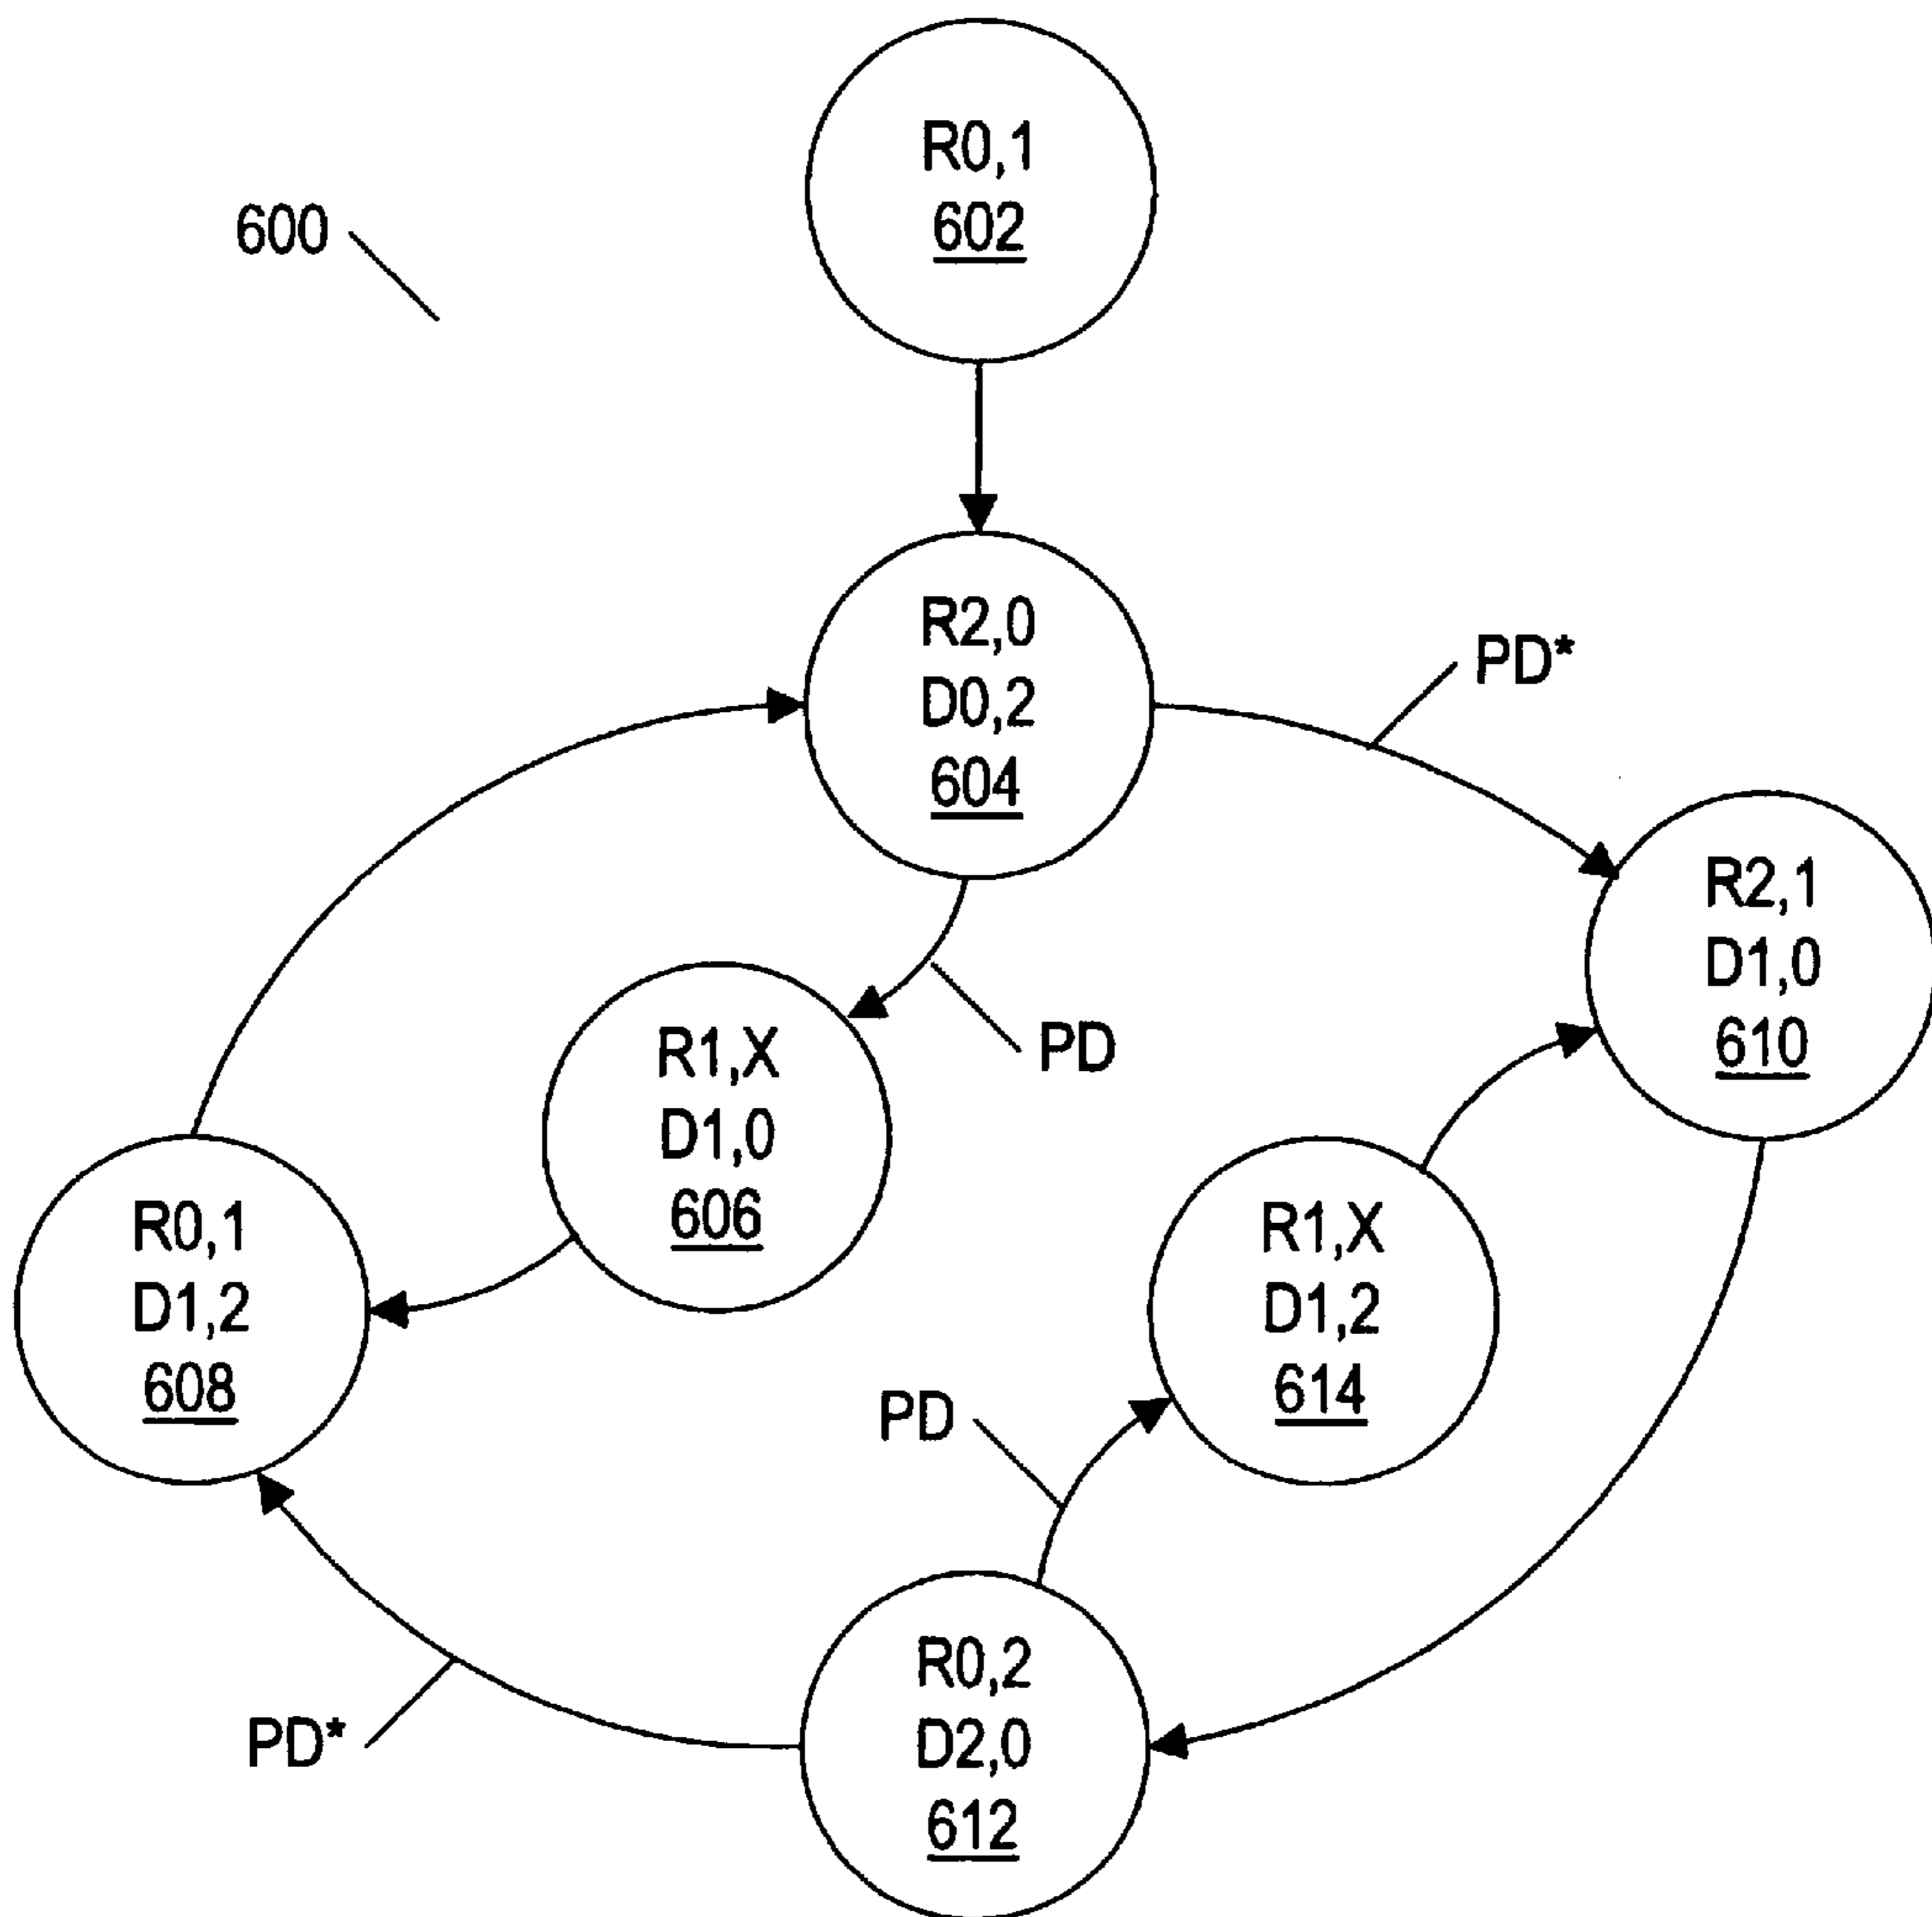 R0,1
602
600
R2,0
D0,2
604
PD*
R2,1
D1,0
610
PD
R1,X
D1,0
606
R0,1
D1,2
608
R1,X
D1,2
614
PD
R0,2
D2,0
612
PD*